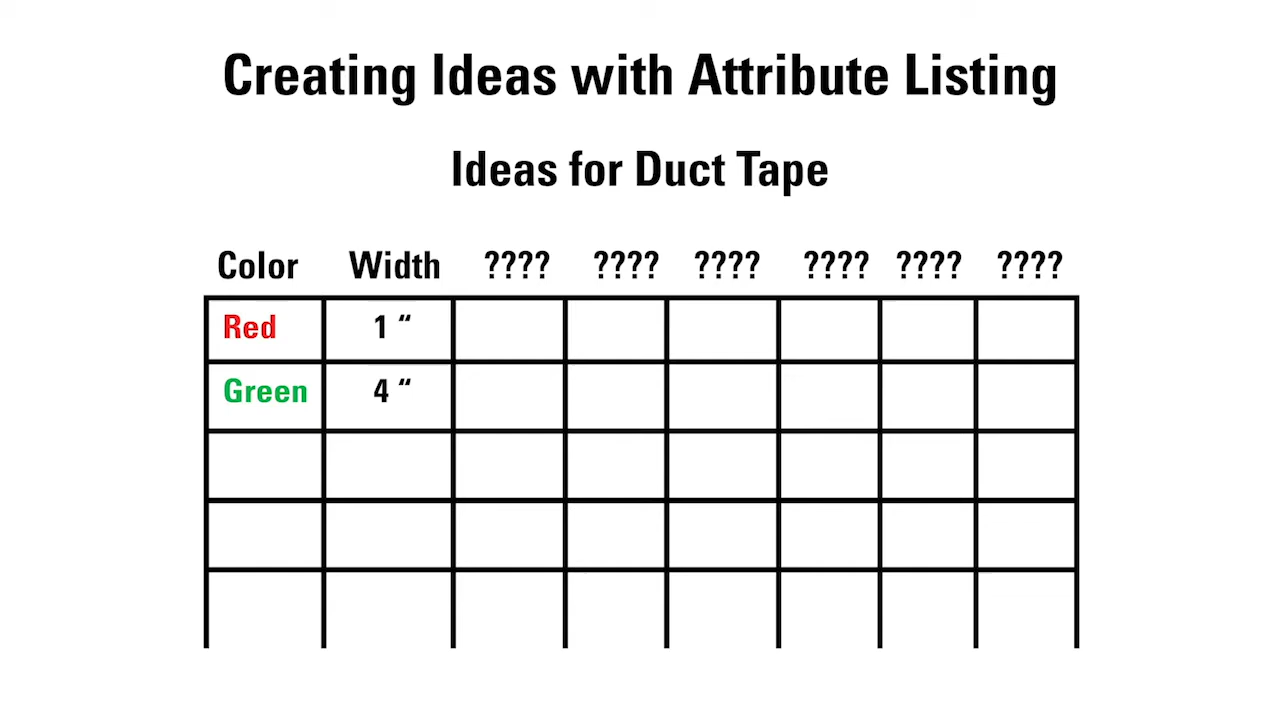 Creating Ideas with Attribute Listing
Ideas for Duct Tape
Color Width ???? ???? ???? ???? ???? ????
Red 1 “
Green 4 “